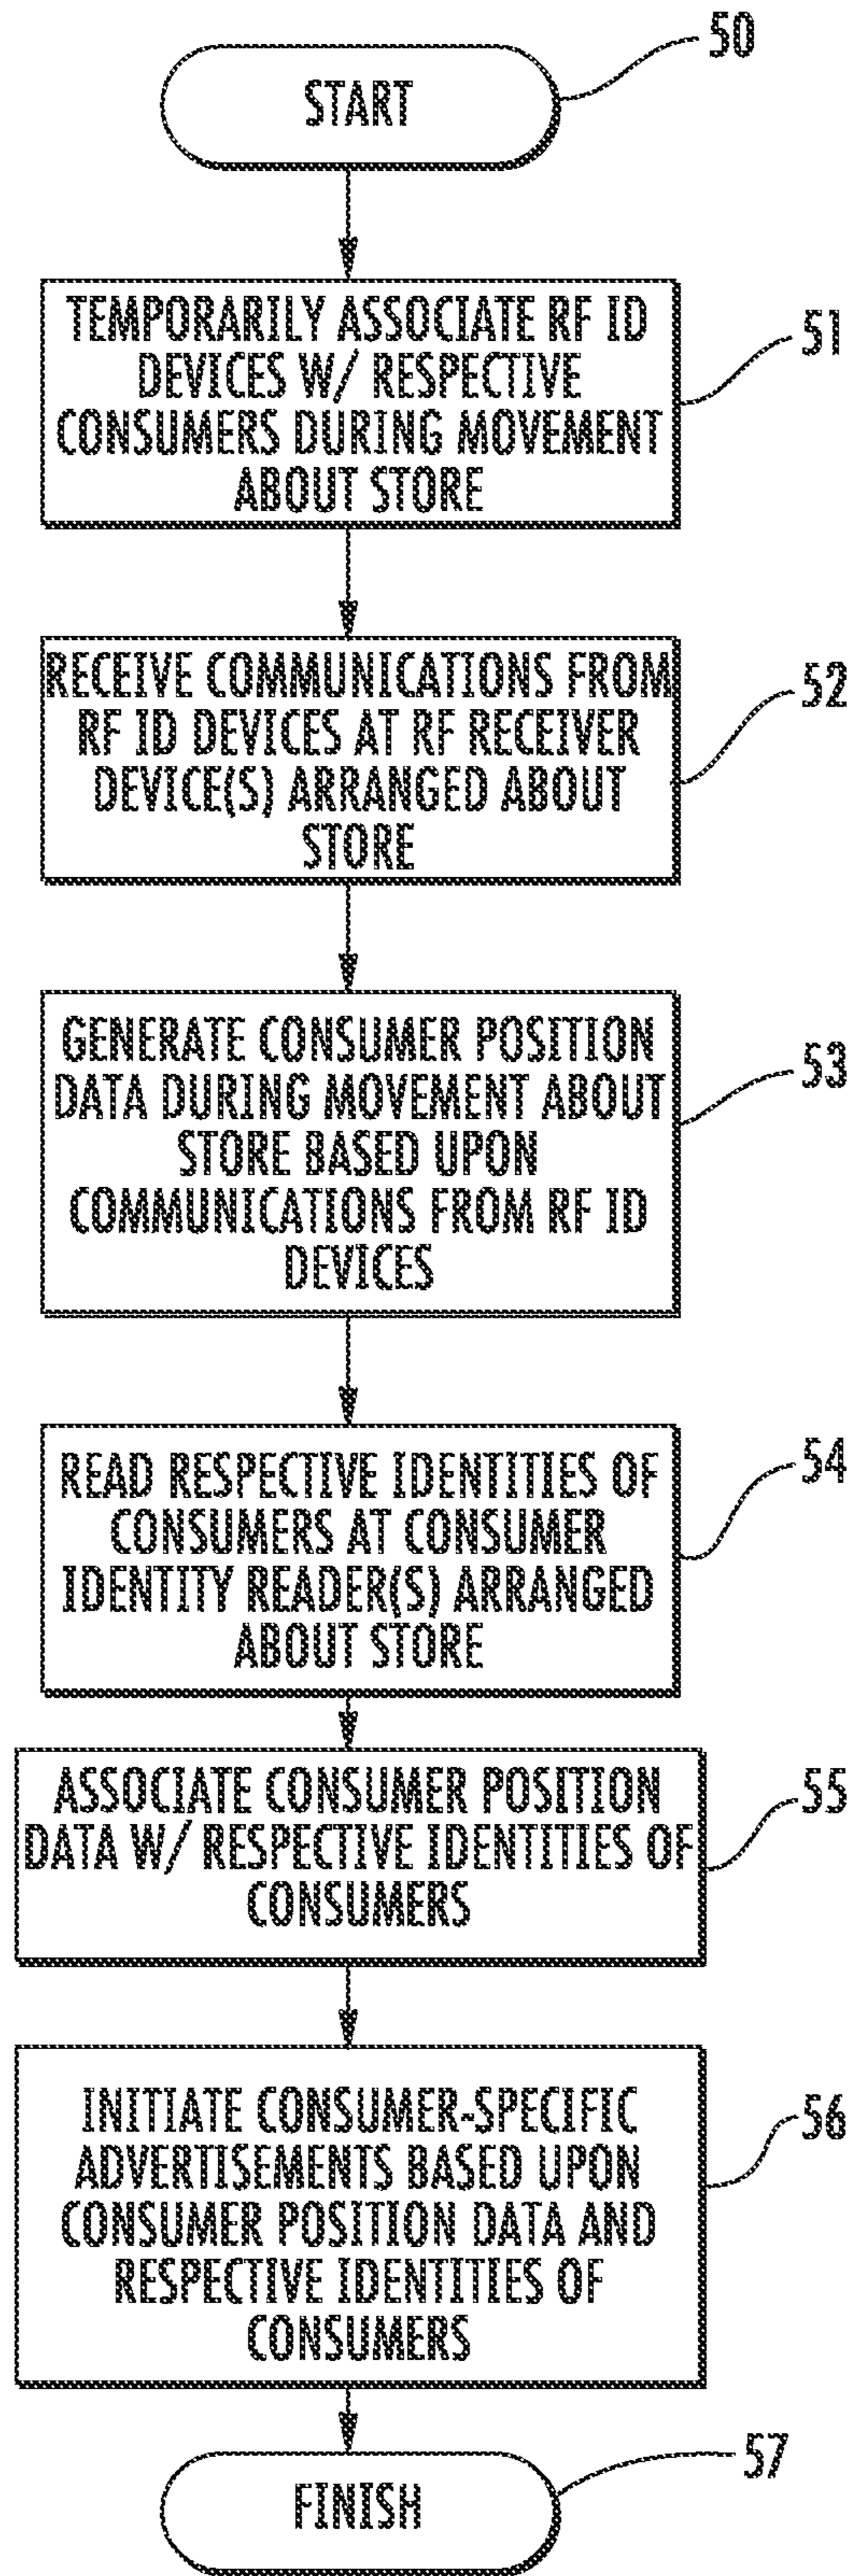 50
START
TEMPORARILY ASSOCIATE RF ID
DEVICES W/ RESPECTIVE
CONSUMERS DURING MOVEMENT
ABOUT STORE
51
RECEIVE COMMUNICATIONS FROM
RF ID DEVICES AT RF RECEIVER
DEVICE(S) ARRANGED ABOUT
STORE
52
GENERATE CONSUMER POSITION
DATA DURING MOVEMENT ABOUT
STORE BASED UPON
COMMUNICATIONS FROM RF ID
DEVICES
53
READ RESPECTIVE IDENTITIES OF
CONSUMERS AT CONSUMER
IDENTITY READER(S) ARRANGED
ABOUT STORE
54
ASSOCIATE CONSUMER POSITION
DATA W/ RESPECTIVE IDENTITIES OF
CONSUMERS
55
INITIATE CONSUMER-SPECIFIC
ADVERTISEMENTS BASED UPON
CONSUMER POSITION DATA AND
RESPECTIVE IDENTITIES OF
CONSUMERS
56
FINISH
57